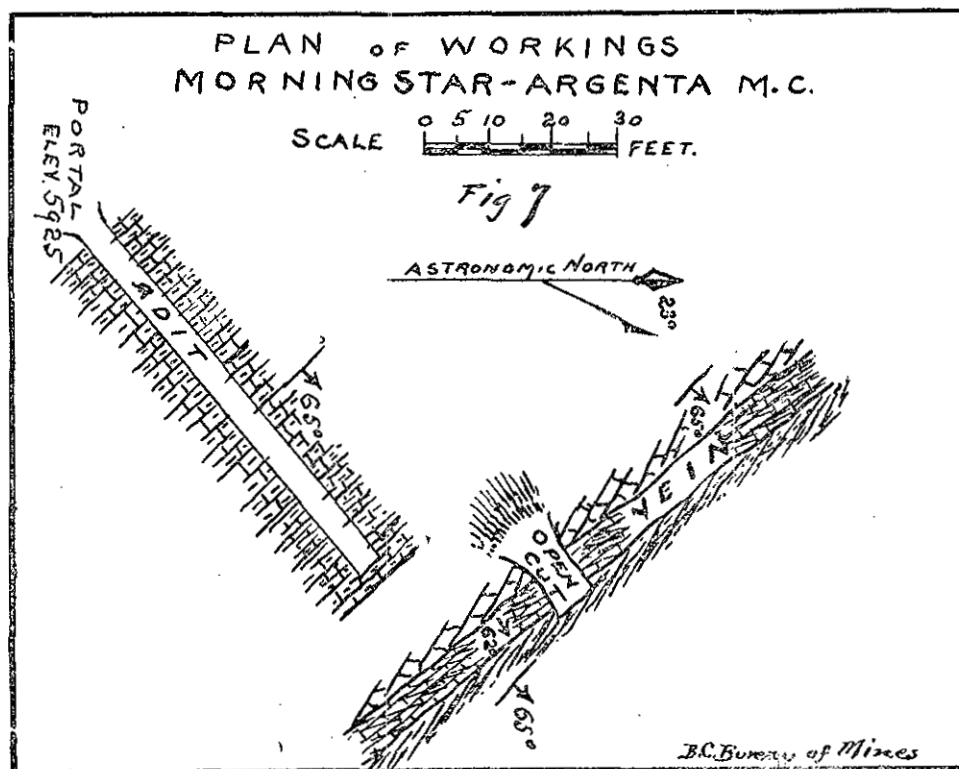 PLAN OF WORKINGS
MORNING STAR-ARGENTA M.C.
SCALE 0 5 10 20 30 FEET.
Fig 7
PORTAL
ELEV. 5925
ASTRONOMIC NORTH
23°
ADIT
65°
65°
VEIN
OPEN
CUT
62°
65°
B.C. Bureau of Mines